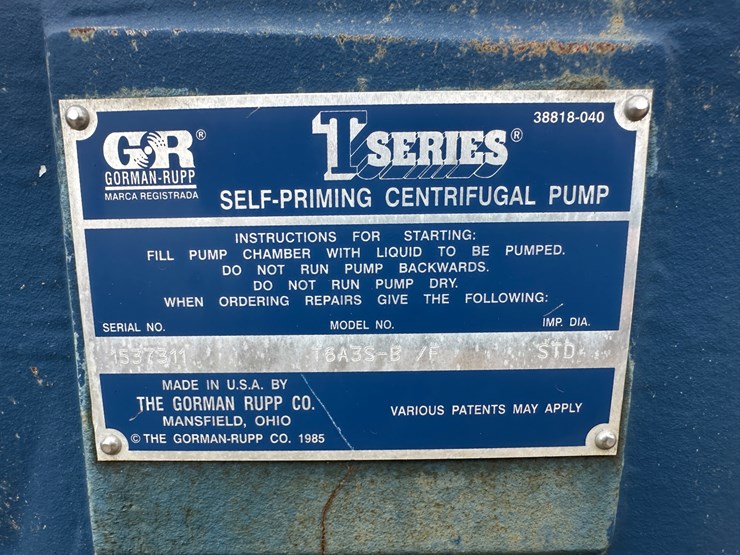 38818-040
GR®
GORMAN-RUPP
MARCA REGISTRADA
T SERIES®
SELF-PRIMING CENTRIFUGAL PUMP
INSTRUCTIONS FOR STARTING:
FILL PUMP CHAMBER WITH LIQUID TO BE PUMPED.
DO NOT RUN PUMP BACKWARDS.
DO NOT RUN PUMP DRY.
WHEN ORDERING REPAIRS GIVE THE FOLLOWING:
SERIAL NO. MODEL NO. IMP. DIA.
1537311 T6A3S-B /F STD
MADE IN U.S.A. BY
THE GORMAN RUPP CO.
MANSFIELD, OHIO
© THE GORMAN-RUPP CO. 1985
VARIOUS PATENTS MAY APPLY